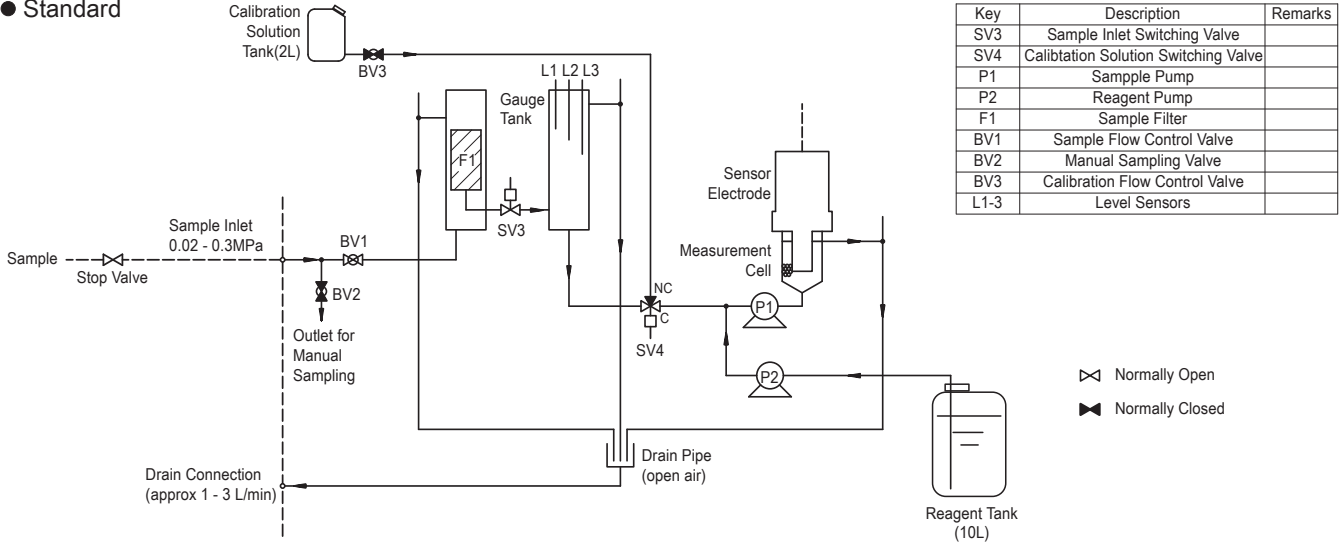 ● Standard
Calibration
Solution
Tank(2L)
BV3
L1 L2 L3
Gauge
Tank
F1
SV3
Sensor
Electrode
Measurement
Cell
Sample Inlet
0.02 - 0.3MPa
Sample
Stop Valve
BV1
BV2
Outlet for
Manual
Sampling
NC
C
SV4
P1
P2
Drain Connection
(approx 1 - 3 L/min)
Drain Pipe
(open air)
Reagent Tank
(10L)
Key Description Remarks
SV3 Sample Inlet Switching Valve
SV4 Calibtation Solution Switching Valve
P1 Sampple Pump
P2 Reagent Pump
F1 Sample Filter
BV1 Sample Flow Control Valve
BV2 Manual Sampling Valve
BV3 Calibration Flow Control Valve
L1-3 Level Sensors
Normally Open
Normally Closed